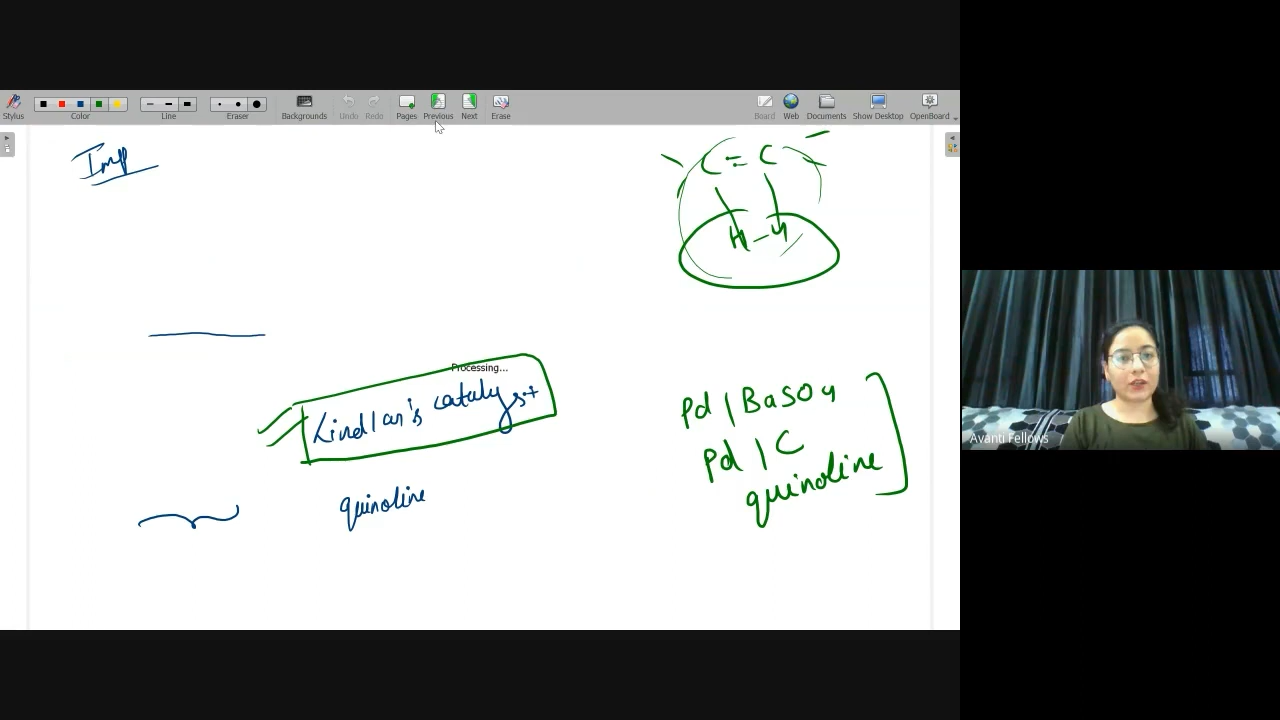 Stylus
Color
Line
Eraser
Backgrounds
Undo
Redo
Pages
Previous
Next
Erase
Board
Web
Documents
Show Desktop
OpenBoard
Imp
C = C
H - H
Processing...
Lindlar's catalyst
quinoline
Pd / BaSO4
Pd / C
quinoline
Avanti Fellows